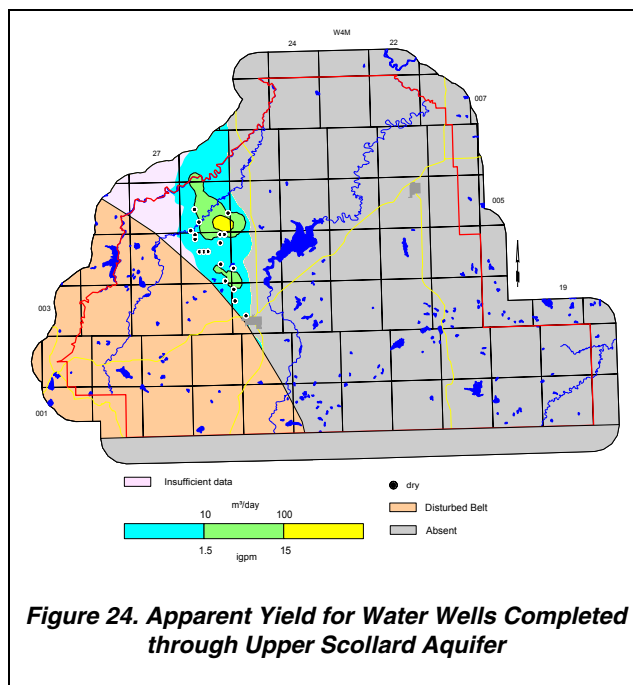 W4M
24 22
007
27
005
19
003
001
Insufficient data
dry
m³/day
10 100
Disturbed Belt
Absent
1.5 igpm 15
Figure 24. Apparent Yield for Water Wells Completed
through Upper Scollard Aquifer